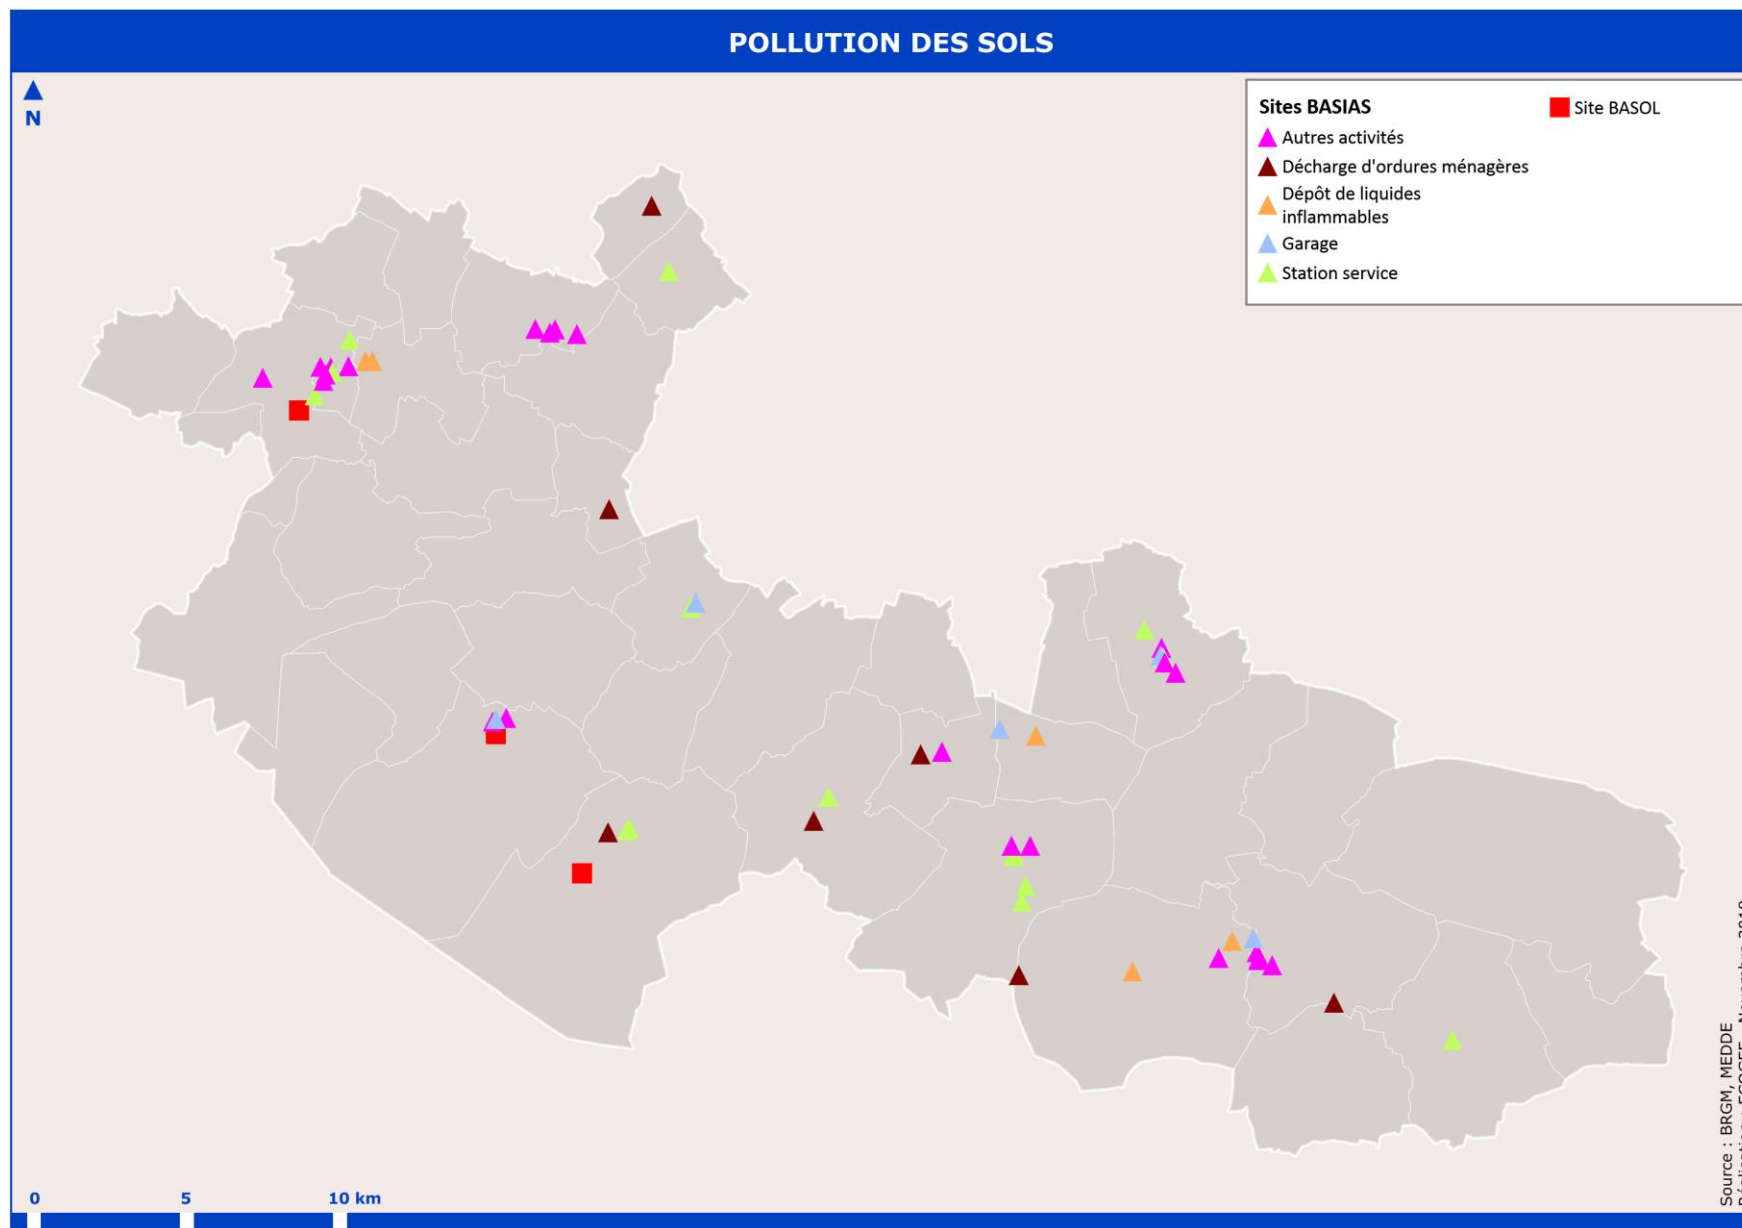 POLLUTION DES SOLS
N
Sites BASIAS
Site BASOL
Autres activités
Décharge d'ordures ménagères
Dépôt de liquides
inflammables
Garage
Station service
0 5 10 km
Source : BRGM, MEDDE